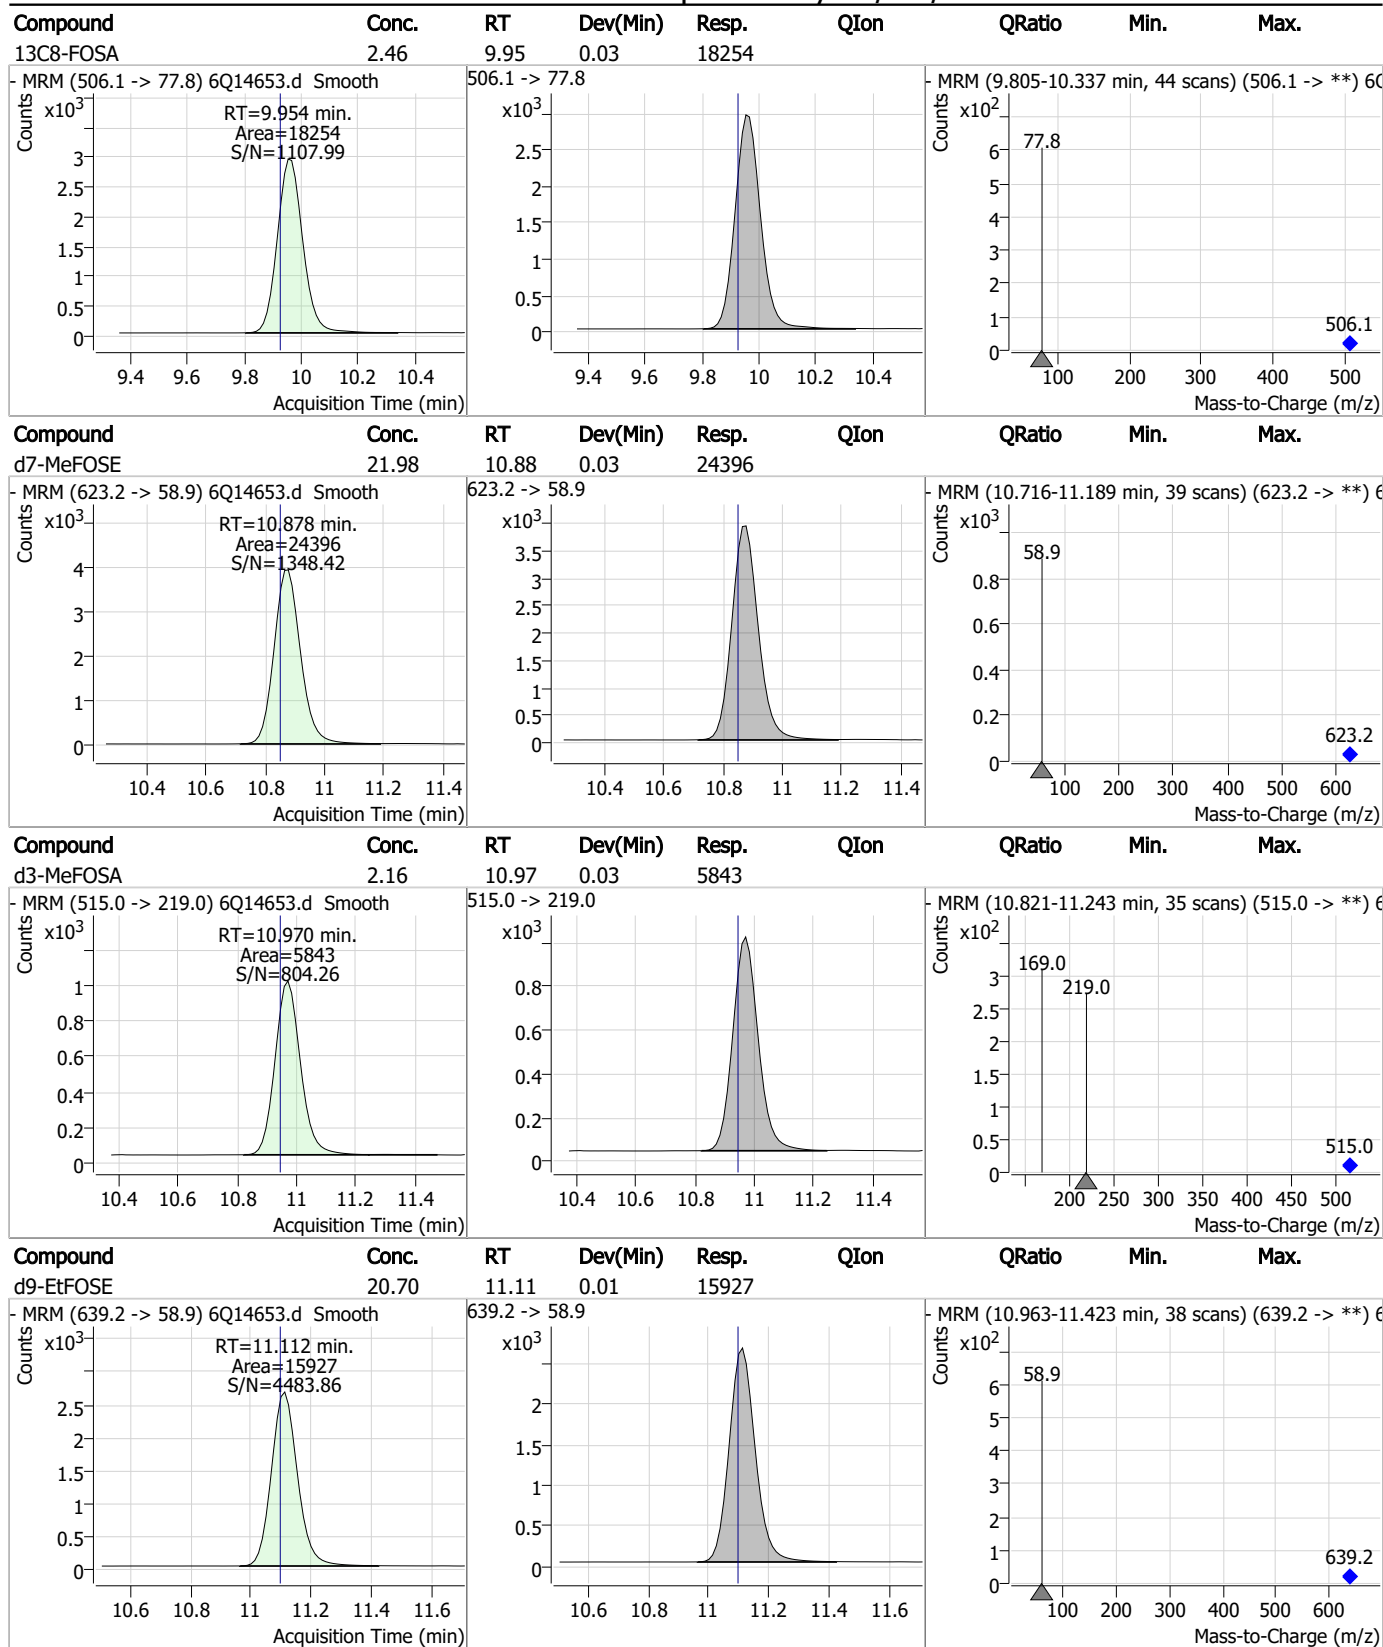 Compound Conc. RT Dev(Min) Resp. QIon QRatio Min. Max.
13C8-FOSA 2.46 9.95 0.03 18254
- MRM (506.1 -> 77.8) 6Q14653.d Smooth
Counts
x10³
RT=9.954 min.
Area=18254
S/N=1107.99
3
2.5
2
1.5
1
0.5
0
9.4 9.6 9.8 10 10.2 10.4
Acquisition Time (min)
506.1 -> 77.8
x10³
2.5
2
1.5
1
0.5
0
9.4 9.6 9.8 10 10.2 10.4
- MRM (9.805-10.337 min, 44 scans) (506.1 -> **)
Counts
x10²
77.8
6
5
4
3
2
1
0
506.1
100 200 300 400 500
Mass-to-Charge (m/z)
Compound Conc. RT Dev(Min) Resp. QIon QRatio Min. Max.
d7-MeFOSE 21.98 10.88 0.03 24396
- MRM (623.2 -> 58.9) 6Q14653.d Smooth
Counts
x10³
RT=10.878 min.
Area=24396
S/N=1348.42
4
3
2
1
0
10.4 10.6 10.8 11 11.2 11.4
Acquisition Time (min)
623.2 -> 58.9
x10³
3.5
3
2.5
2
1.5
1
0.5
0
10.4 10.6 10.8 11 11.2 11.4
- MRM (10.716-11.189 min, 39 scans) (623.2 -> **)
Counts
x10³
58.9
0.8
0.6
0.4
0.2
0
623.2
100 200 300 400 500 600
Mass-to-Charge (m/z)
Compound Conc. RT Dev(Min) Resp. QIon QRatio Min. Max.
d3-MeFOSA 2.16 10.97 0.03 5843
- MRM (515.0 -> 219.0) 6Q14653.d Smooth
Counts
x10³
RT=10.970 min.
Area=5843
S/N=804.26
1
0.8
0.6
0.4
0.2
0
10.4 10.6 10.8 11 11.2 11.4
Acquisition Time (min)
515.0 -> 219.0
x10³
0.8
0.6
0.4
0.2
0
10.4 10.6 10.8 11 11.2 11.4
- MRM (10.821-11.243 min, 35 scans) (515.0 -> **)
Counts
x10²
169.0
219.0
3
2.5
2
1.5
1
0.5
0
515.0
200 250 300 350 400 450 500
Mass-to-Charge (m/z)
Compound Conc. RT Dev(Min) Resp. QIon QRatio Min. Max.
d9-EtFOSE 20.70 11.11 0.01 15927
- MRM (639.2 -> 58.9) 6Q14653.d Smooth
Counts
x10³
RT=11.112 min.
Area=15927
S/N=4483.86
2.5
2
1.5
1
0.5
0
10.6 10.8 11 11.2 11.4 11.6
Acquisition Time (min)
639.2 -> 58.9
x10³
2
1.5
1
0.5
0
10.6 10.8 11 11.2 11.4 11.6
- MRM (10.963-11.423 min, 38 scans) (639.2 -> **)
Counts
x10²
58.9
6
5
4
3
2
1
0
639.2
100 200 300 400 500 600
Mass-to-Charge (m/z)